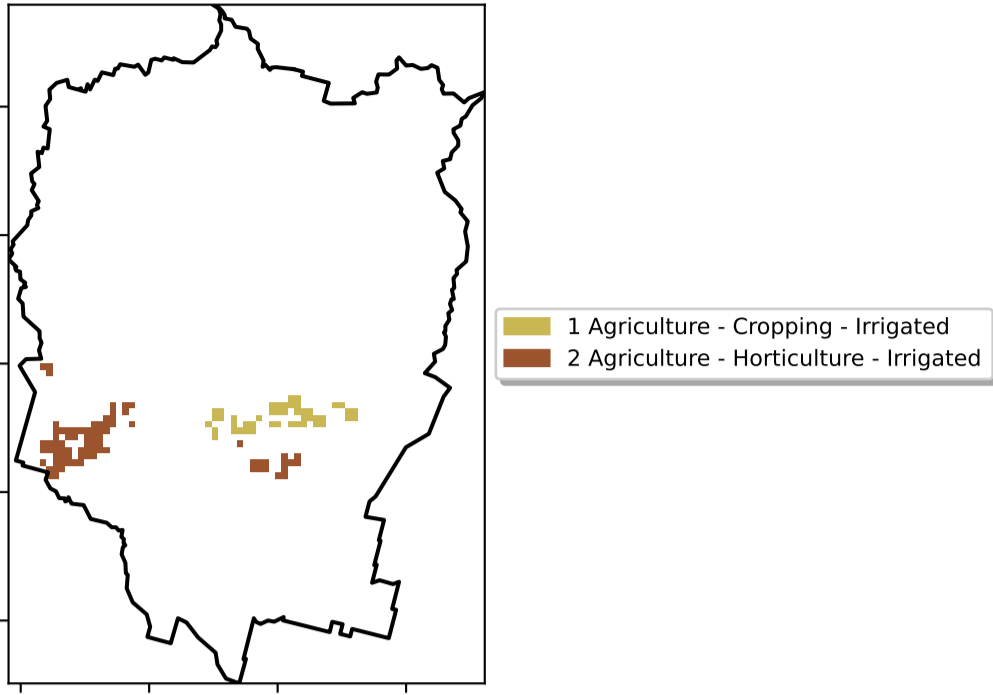 1 Agriculture - Cropping - Irrigated
2 Agriculture - Horticulture - Irrigated